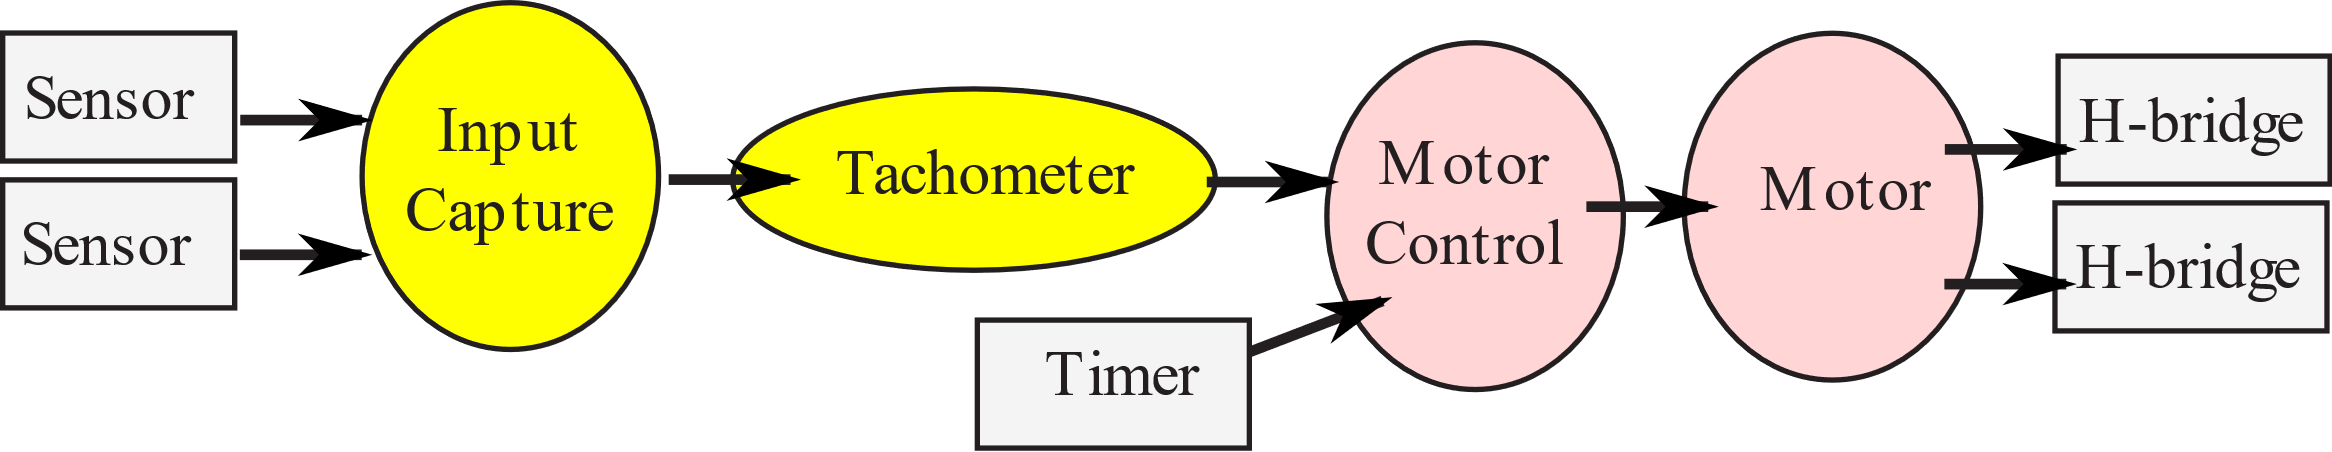 Sensor
Sensor
Input
Capture
Tachometer
Timer
Motor
Control
Motor
H-bridge
H-bridge